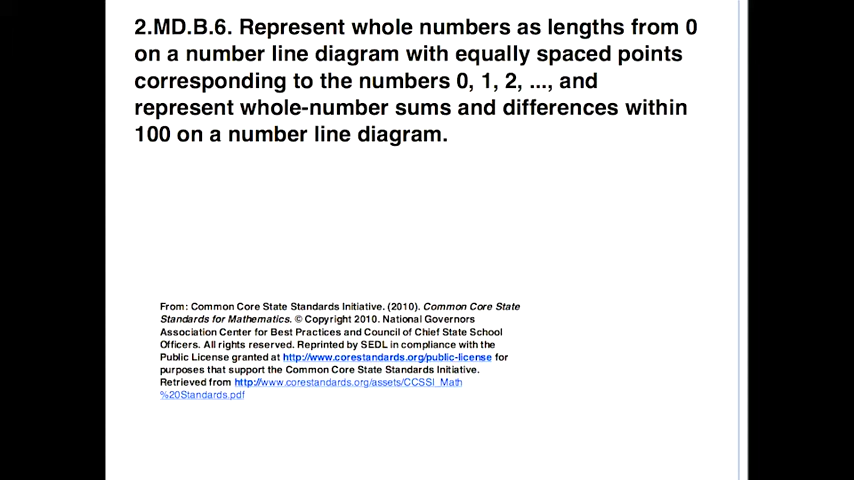 2.MD.B.6. Represent whole numbers as lengths from 0
on a number line diagram with equally spaced points
corresponding to the numbers 0, 1, 2, ..., and
represent whole-number sums and differences within
100 on a number line diagram.
From: Common Core State Standards Initiative. (2010). Common Core State
Standards for Mathematics. © Copyright 2010. National Governors
Association Center for Best Practices and Council of Chief State School
Officers. All rights reserved. Reprinted by SEDL in compliance with the
Public License granted at http://www.corestandards.org/public-license for
purposes that support the Common Core State Standards Initiative.
Retrieved from http://www.corestandards.org/assets/CCSSI_Math
%20Standards.pdf